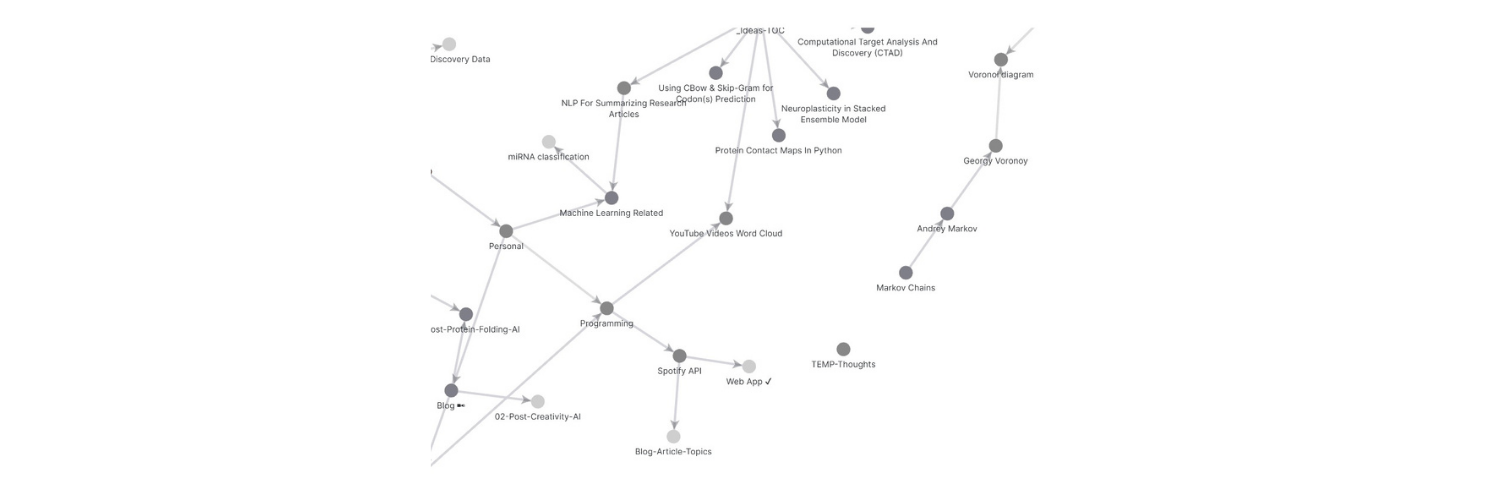 _Ideas-TOC
Computational Target Analysis And
Discovery (CTAD)
Discovery Data
Voronoi diagram
Using CBow & Skip-Gram for
Codon(s) Prediction
NLP For Summarizing Research
Articles
Neuroplasticity in Stacked
Ensemble Model
Protein Contact Maps In Python
miRNA classification
Georgy Voronoy
Machine Learning Related
Andrey Markov
YouTube Videos Word Cloud
Personal
Markov Chains
Programming
ost-Protein-Folding-AI
TEMP-Thoughts
Spotify API
Web App ✓
Blog
02-Post-Creativity-AI
Blog-Article-Topics